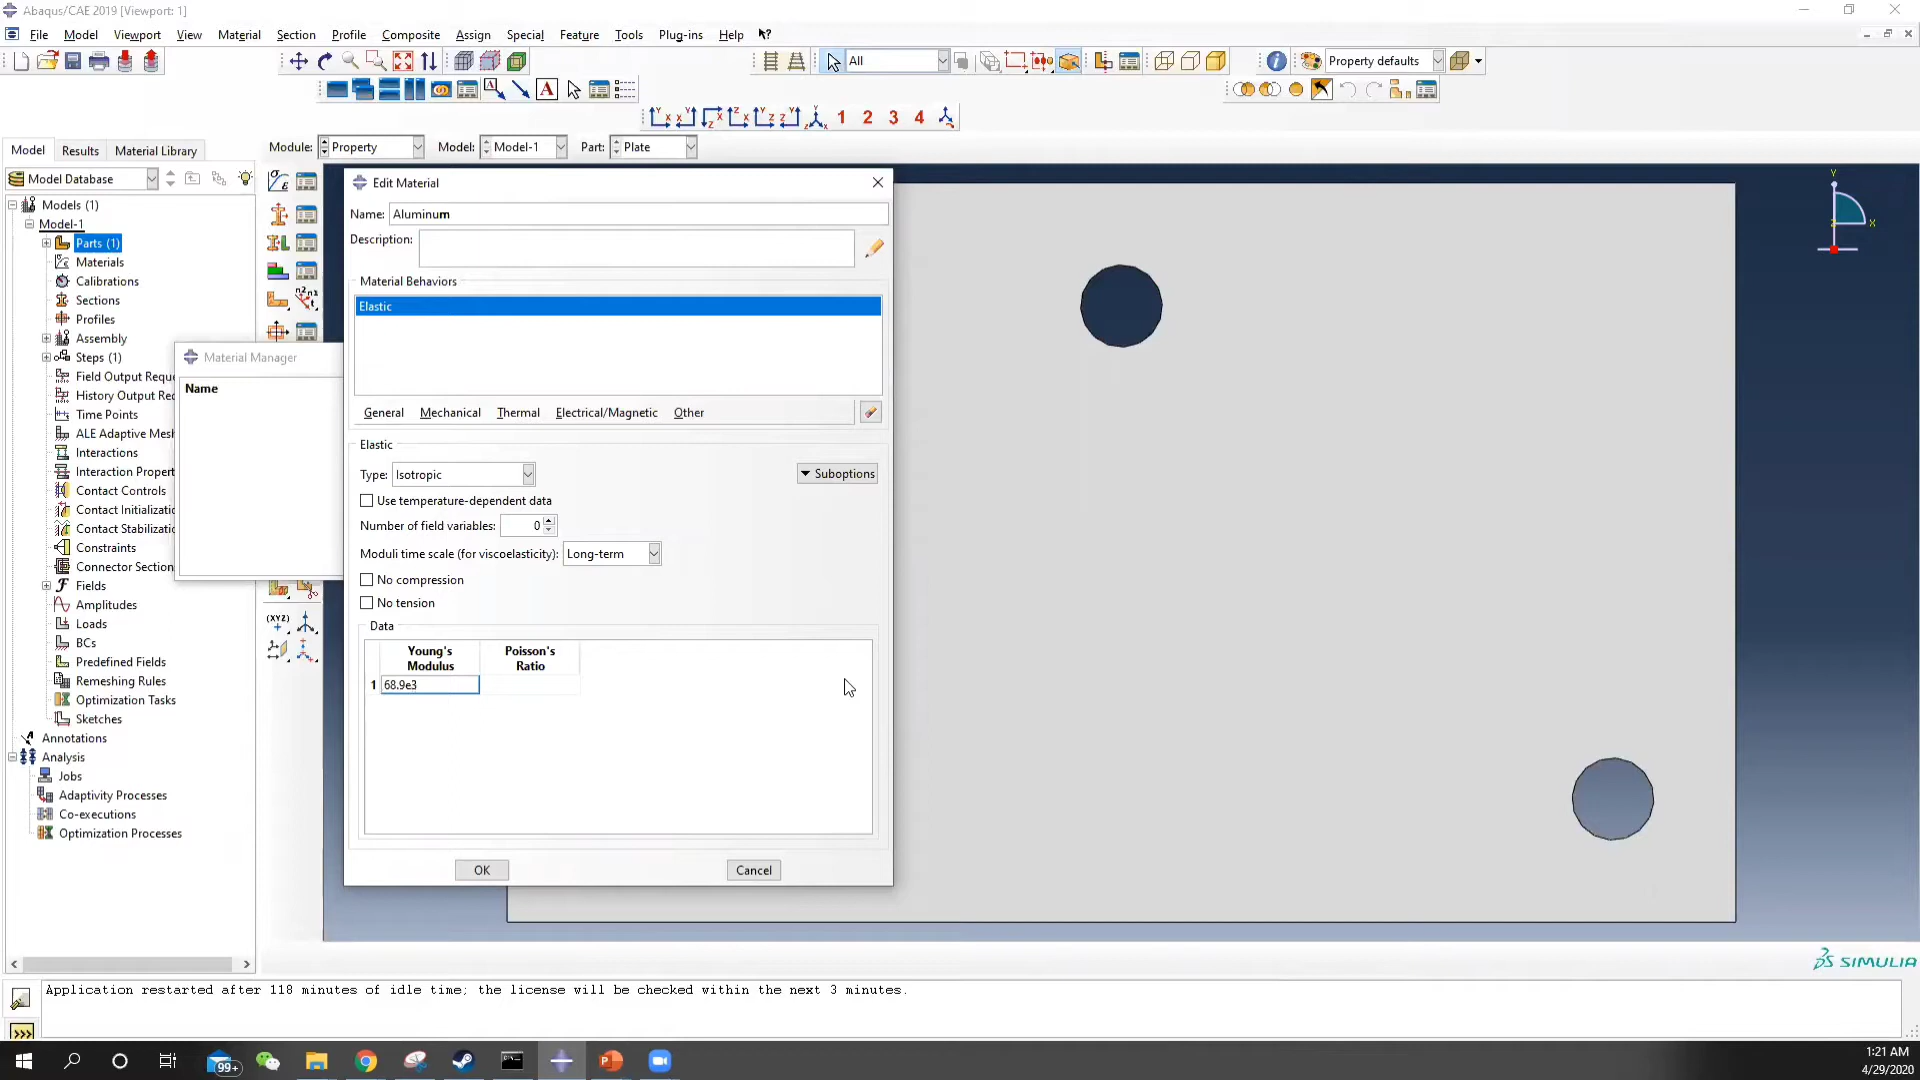 Abaqus/CAE 2019 [Viewport: 1]
File Model Viewport View Material Section Profile Composite Assign Special Feature Tools Plug-ins Help
All
Property defaults
1 2 3 4
Model Results Material Library
Module: Property Model: Model-1 Part: Plate
Model Database
Models (1)
Model-1
Parts (1)
Materials
Calibrations
Sections
Profiles
Assembly
Steps (1)
Field Output Requ
History Output Re
Time Points
ALE Adaptive Mesh
Interactions
Interaction Propert
Contact Controls
Contact Initializatio
Contact Stabilizatio
Constraints
Connector Section
Fields
Amplitudes
Loads
BCs
Predefined Fields
Remeshing Rules
Optimization Tasks
Sketches
Annotations
Analysis
Jobs
Adaptivity Processes
Co-executions
Optimization Processes
Material Manager
Name
(XYZ)
Edit Material
Name: Aluminum
Description:
Material Behaviors
Elastic
General Mechanical Thermal Electrical/Magnetic Other
Elastic
Type: Isotropic
Suboptions
Use temperature-dependent data
Number of field variables: 0
Moduli time scale (for viscoelasticity): Long-term
No compression
No tension
Data
Young's Modulus
Poisson's Ratio
1 68.9e3
OK Cancel
Y
X
Z
SIMULIA
Application restarted after 118 minutes of idle time; the license will be checked within the next 3 minutes.
>>>
99+
1:21 AM
4/29/2020